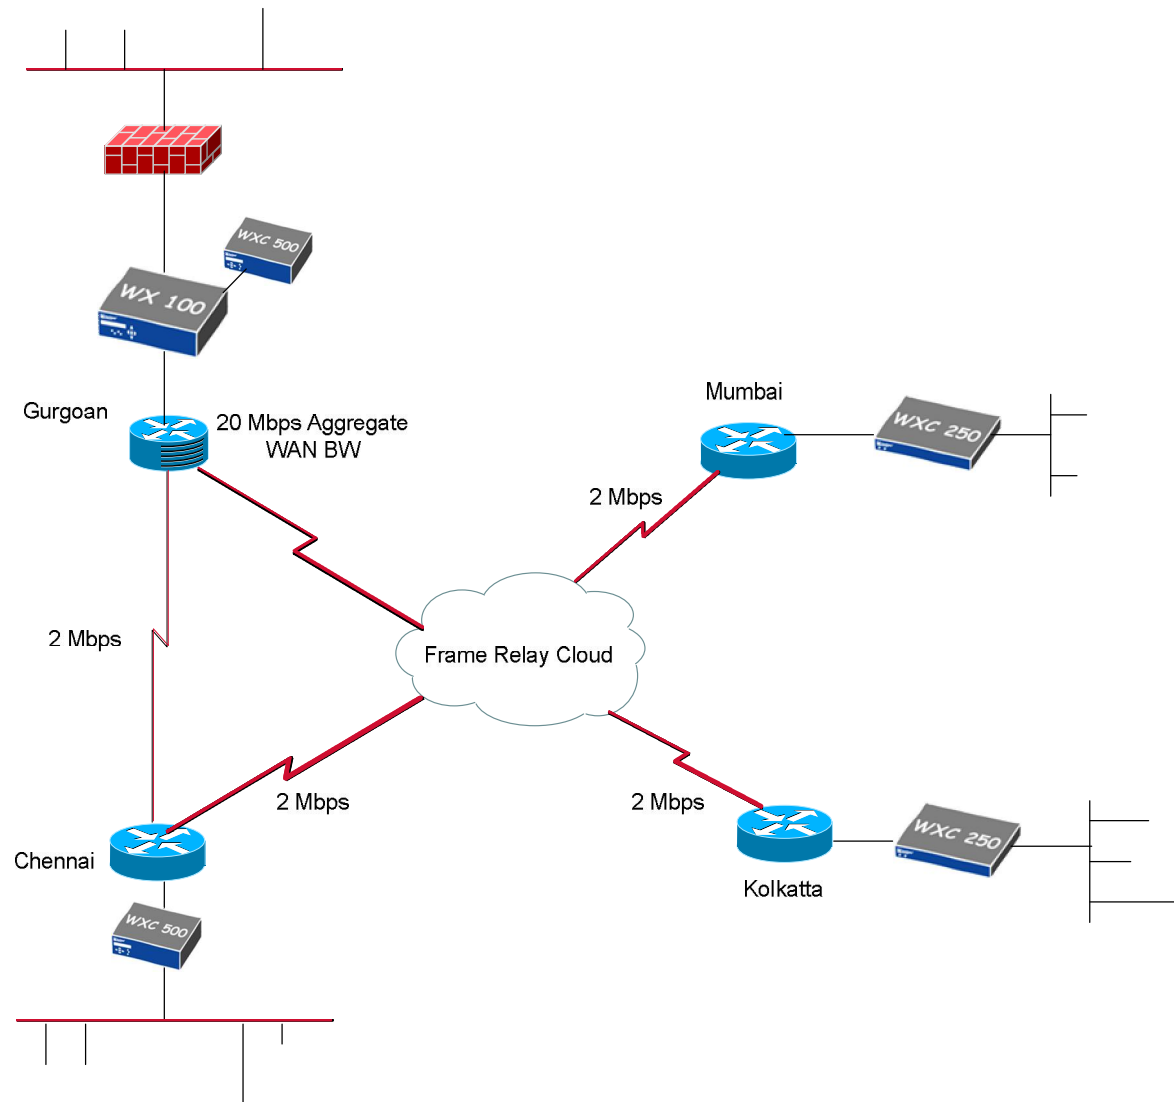 WXC 500
WX 100
Gurgoan
20 Mbps Aggregate
WAN BW
Mumbai
WXC 250
2 Mbps
2 Mbps
Frame Relay Cloud
2 Mbps
2 Mbps
Chennai
WXC 250
Kolkatta
WXC 500